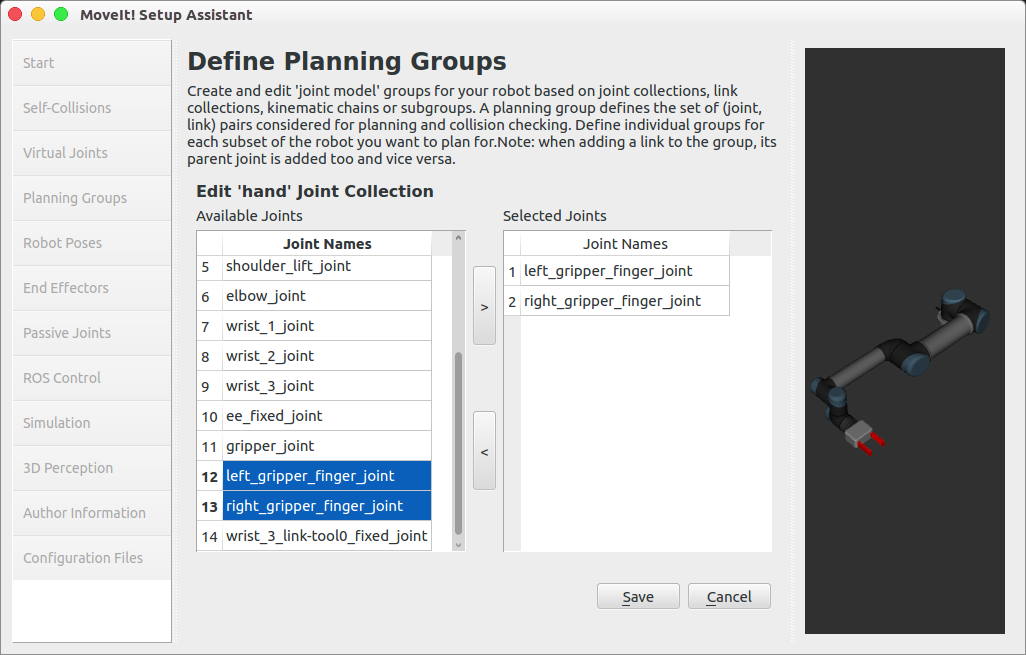 MoveIt! Setup Assistant
Start
Self-Collisions
Virtual Joints
Planning Groups
Robot Poses
End Effectors
Passive Joints
ROS Control
Simulation
3D Perception
Author Information
Configuration Files
Define Planning Groups
Create and edit 'joint model' groups for your robot based on joint collections, link
collections, kinematic chains or subgroups. A planning group defines the set of (joint,
link) pairs considered for planning and collision checking. Define individual groups for
each subset of the robot you want to plan for.Note: when adding a link to the group, its
parent joint is added too and vice versa.
Edit 'hand' Joint Collection
Available Joints
Joint Names
5 shoulder_lift_joint
6 elbow_joint
7 wrist_1_joint
8 wrist_2_joint
9 wrist_3_joint
10 ee_fixed_joint
11 gripper_joint
12 left_gripper_finger_joint
13 right_gripper_finger_joint
14 wrist_3_link-tool0_fixed_joint
>
<
Selected Joints
Joint Names
1 left_gripper_finger_joint
2 right_gripper_finger_joint
Save
Cancel